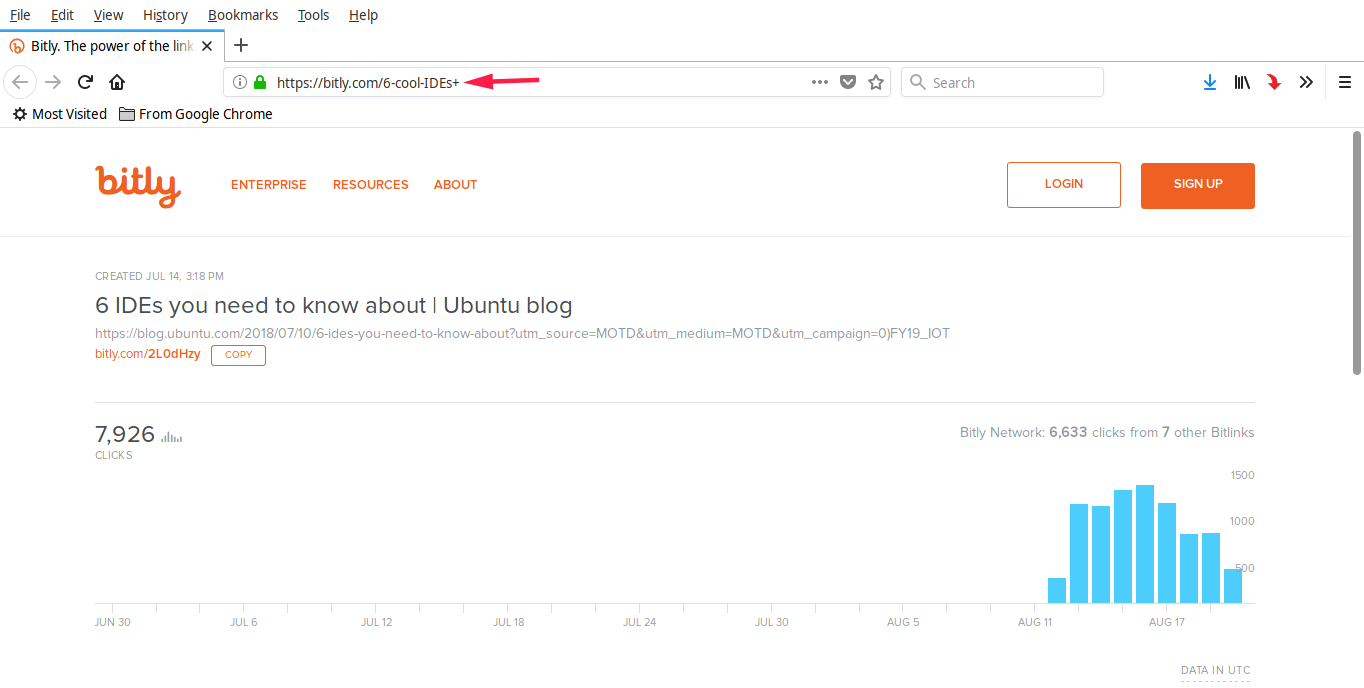 File Edit View History Bookmarks Tools Help
Bitly. The power of the link
https://bitly.com/6-cool-IDEs+ Search
Most Visited From Google Chrome
bitly ENTERPRISE RESOURCES ABOUT LOGIN SIGN UP
CREATED JUL 14, 3:18 PM
6 IDEs you need to know about | Ubuntu blog
https://blog.ubuntu.com/2018/07/10/6-ides-you-need-to-know-about?utm_source=MOTD&utm_medium=MOTD&utm_campaign=0)FY19_IOT
bitly.com/2L0dHzy COPY
7,926 Bitly Network: 6,633 clicks from 7 other Bitlinks
CLICKS
1500
1000
500
JUN 30 JUL 6 JUL 12 JUL 18 JUL 24 JUL 30 AUG 5 AUG 11 AUG 17
DATA IN UTC